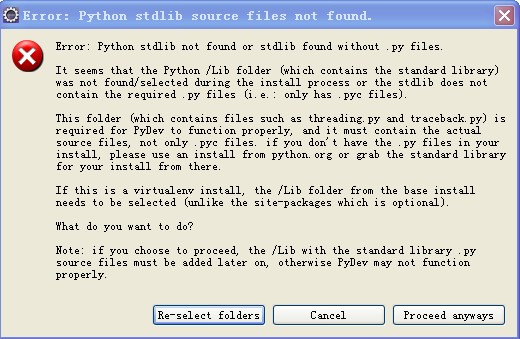 Error: Python stdlib source files not found.
Error: Python stdlib not found or stdlib found without .py files.
It seems that the Python /Lib folder (which contains the standard library)
was not found/selected during the install process or the stdlib does not
contain the required .py files (i.e.: only has .pyc files).
This folder (which contains files such as threading.py and traceback.py) is
required for PyDev to function properly, and it must contain the actual
source files, not only .pyc files. if you don't have the .py files in your
install, please use an install from python.org or grab the standard library
for your install from there.
If this is a virtualenv install, the /Lib folder from the base install
needs to be selected (unlike the site-packages which is optional).
What do you want to do?
Note: if you choose to proceed, the /Lib with the standard library .py
source files must be added later on, otherwise PyDev may not function
properly.
Re-select folders
Cancel
Proceed anyways